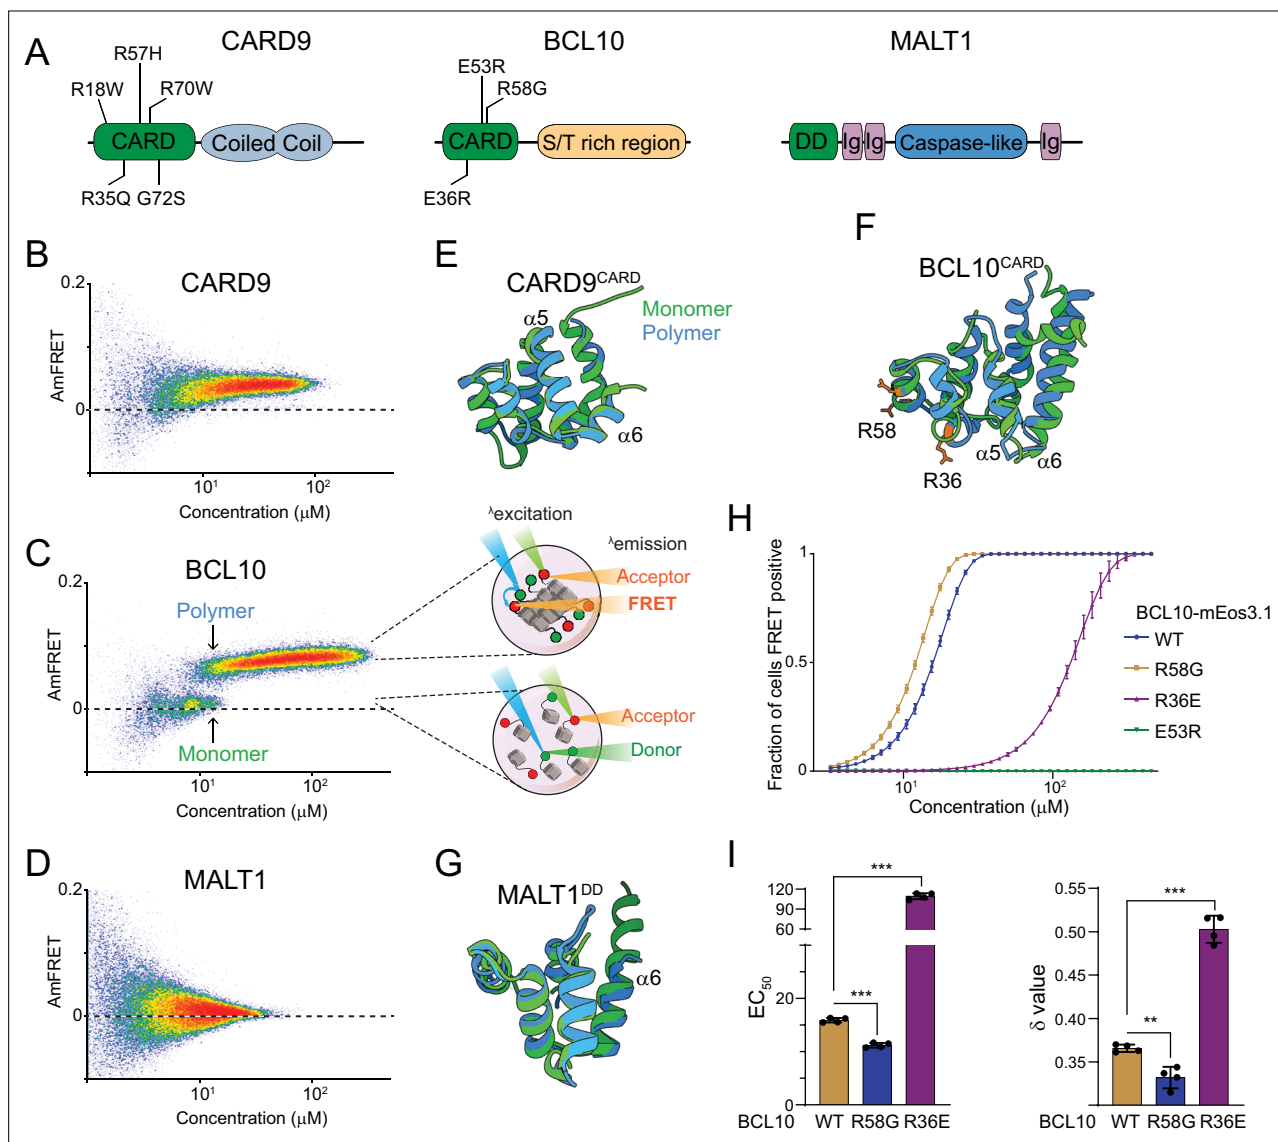 A
CARD9
BCL10
MALT1
R57H
R18W
R70W
CARD
Coiled Coil
R35Q G72S
E53R
R58G
CARD
S/T rich region
E36R
DD
Ig
Ig
Caspase-like
Ig
B
CARD9
0.2
0
AmFRET
10¹
10²
Concentration (μM)
E
CARD9^CARD
Monomer
Polymer
α5
α6
F
BCL10^CARD
R58
R36
α5
α6
C
BCL10
0.2
0
AmFRET
Polymer
Monomer
10¹
10²
Concentration (μM)
λexcitation
λemission
Acceptor
FRET
Acceptor
Donor
H
1
0.5
0
Fraction of cells FRET positive
10¹
10²
Concentration (μM)
BCL10-mEos3.1
WT
R58G
R36E
E53R
D
MALT1
0.2
0
AmFRET
10¹
10²
Concentration (μM)
G
MALT1^DD
α6
I
120
90
60
20
0
EC₅₀
***
***
BCL10 WT R58G R36E
0.55
0.50
0.45
0.40
0.35
δ value
***
**
BCL10 WT R58G R36E